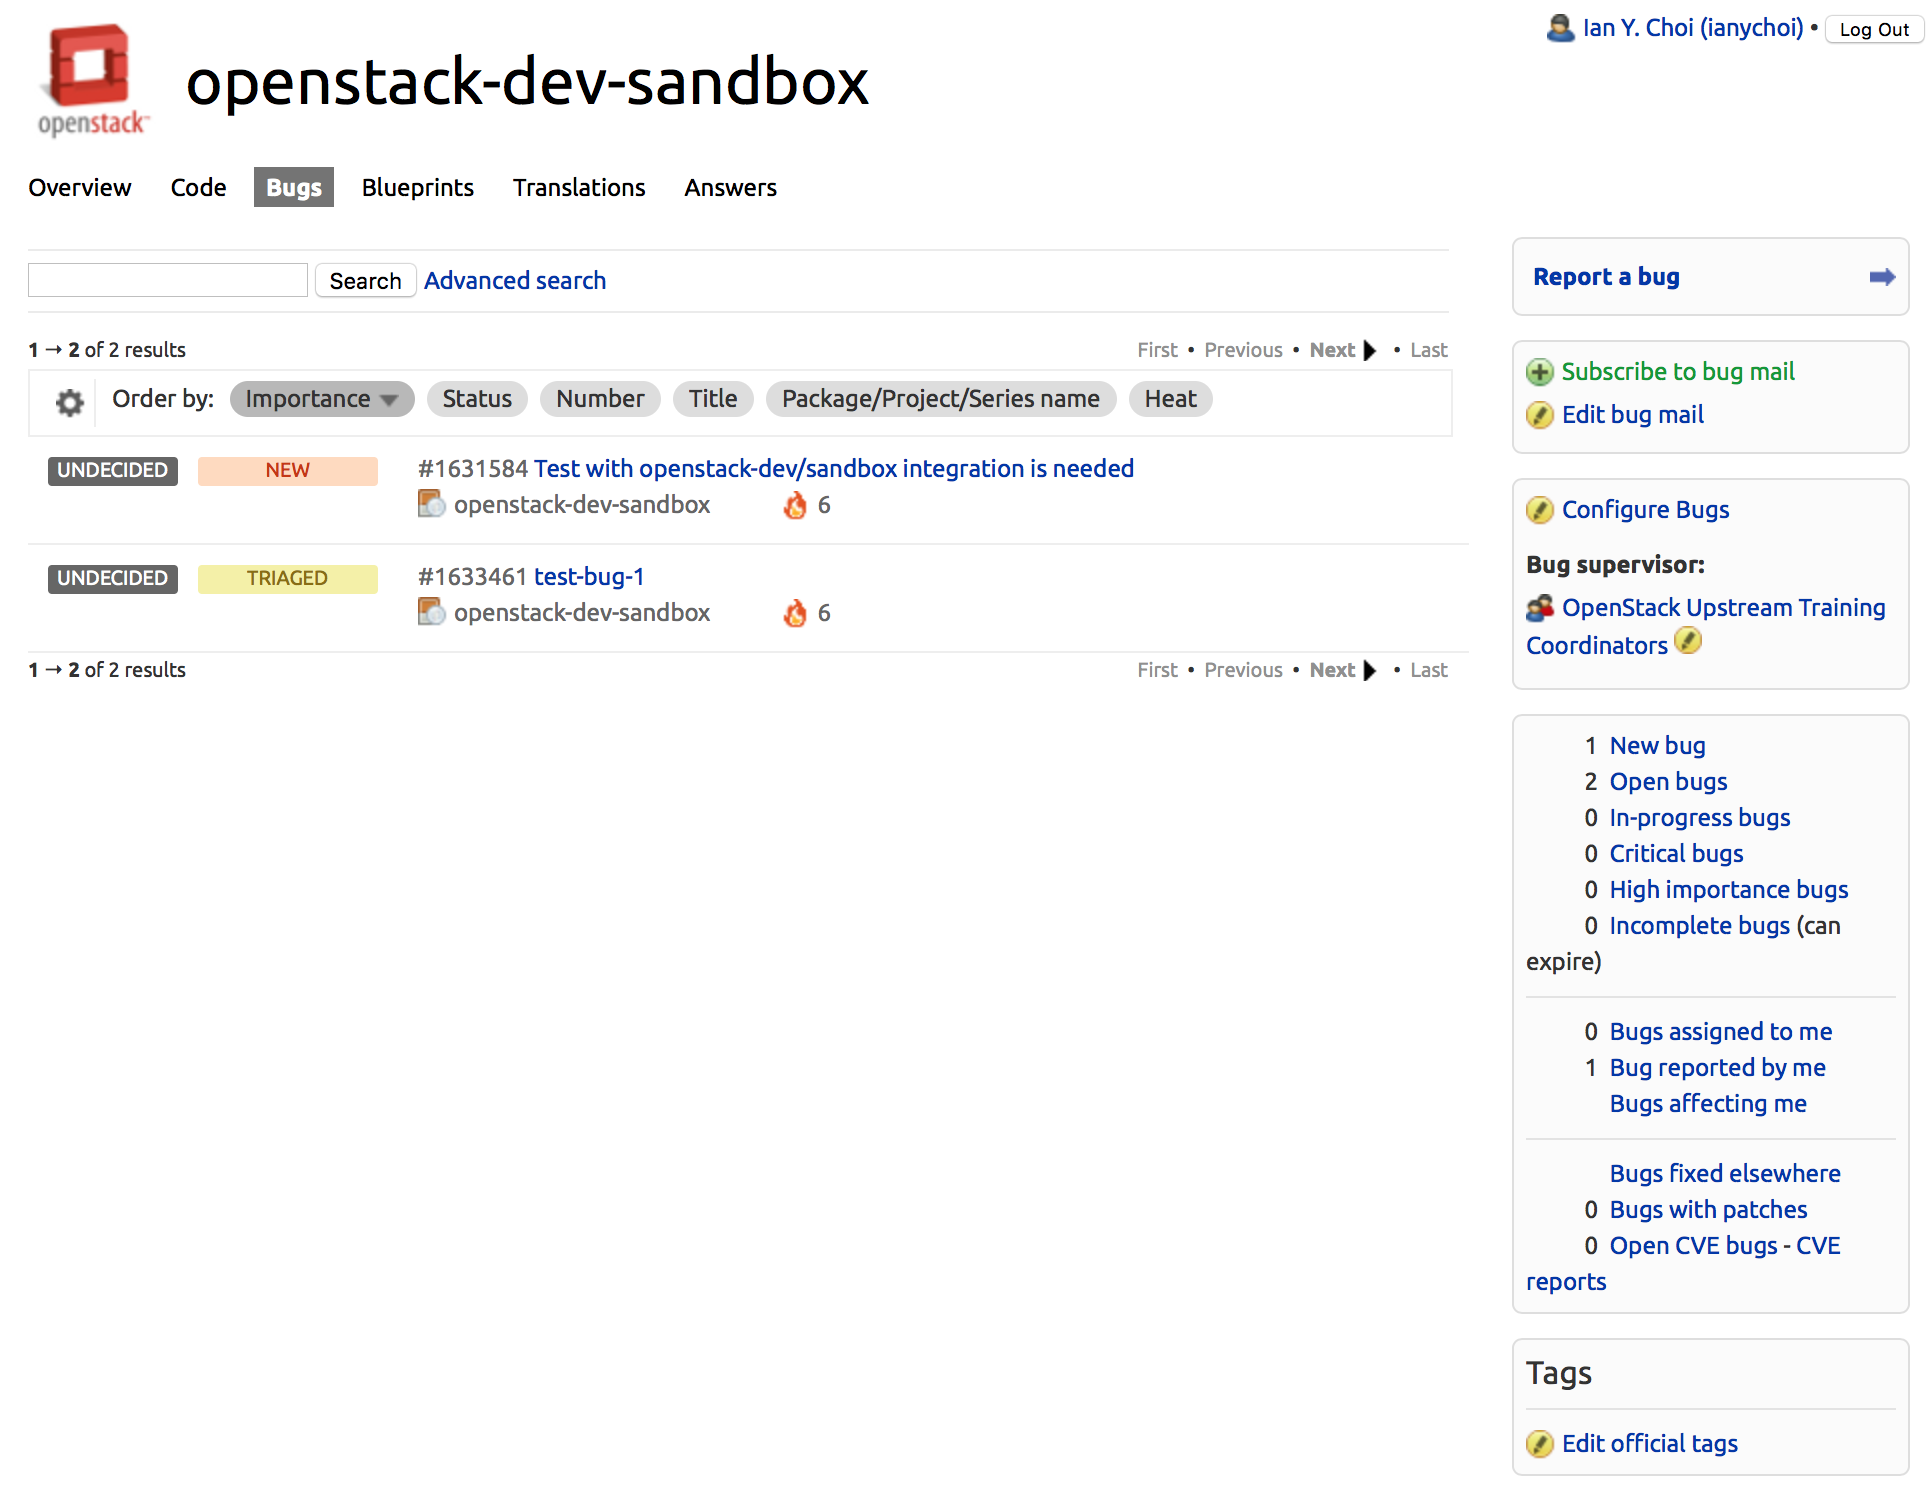 Ian Y. Choi (ianychoi) • Log Out
openstack™
openstack-dev-sandbox
Overview Code Bugs Blueprints Translations Answers
Search Advanced search
1 → 2 of 2 results First • Previous • Next • Last
Order by: Importance Status Number Title Package/Project/Series name Heat
UNDECIDED NEW #1631584 Test with openstack-dev/sandbox integration is needed
openstack-dev-sandbox 6
UNDECIDED TRIAGED #1633461 test-bug-1
openstack-dev-sandbox 6
1 → 2 of 2 results First • Previous • Next • Last
Report a bug
Subscribe to bug mail
Edit bug mail
Configure Bugs
Bug supervisor:
OpenStack Upstream Training
Coordinators
1 New bug
2 Open bugs
0 In-progress bugs
0 Critical bugs
0 High importance bugs
0 Incomplete bugs (can
expire)
0 Bugs assigned to me
1 Bug reported by me
Bugs affecting me
Bugs fixed elsewhere
0 Bugs with patches
0 Open CVE bugs - CVE
reports
Tags
Edit official tags